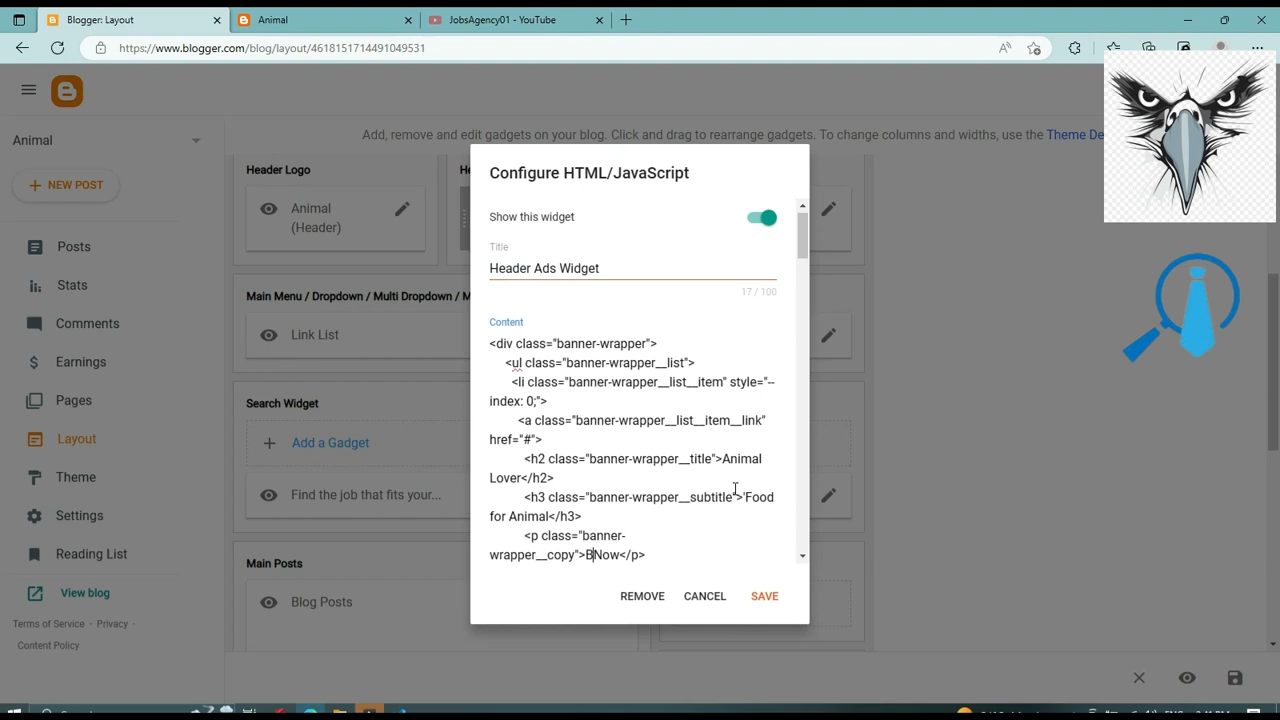 Blogger: Layout
Animal
JobsAgency01 - YouTube
https://www.blogger.com/blog/layout/4618151714491049531
Animal
NEW POST
Posts
Stats
Comments
Earnings
Pages
Layout
Theme
Settings
Reading List
View blog
Terms of Service · Privacy ·
Content Policy
Add, remove and edit gadgets on your blog. Click and drag to rearrange gadgets. To change columns and widths, use the Theme De
Header Logo
He
Animal
(Header)
Main Menu / Dropdown / Multi Dropdown / M
Link List
Search Widget
Add a Gadget
Find the job that fits your...
Main Posts
Blog Posts
Configure HTML/JavaScript
Show this widget
Title
Header Ads Widget
17 / 100
Content
<div class="banner-wrapper">
<ul class="banner-wrapper__list">
<li class="banner-wrapper__list__item" style="--
index: 0;">
<a class="banner-wrapper__list__item__link"
href="#">
<h2 class="banner-wrapper__title">Animal
Lover</h2>
<h3 class="banner-wrapper__subtitle">'Food
for Animal</h3>
<p class="banner-
wrapper__copy">BNow</p>
REMOVE
CANCEL
SAVE